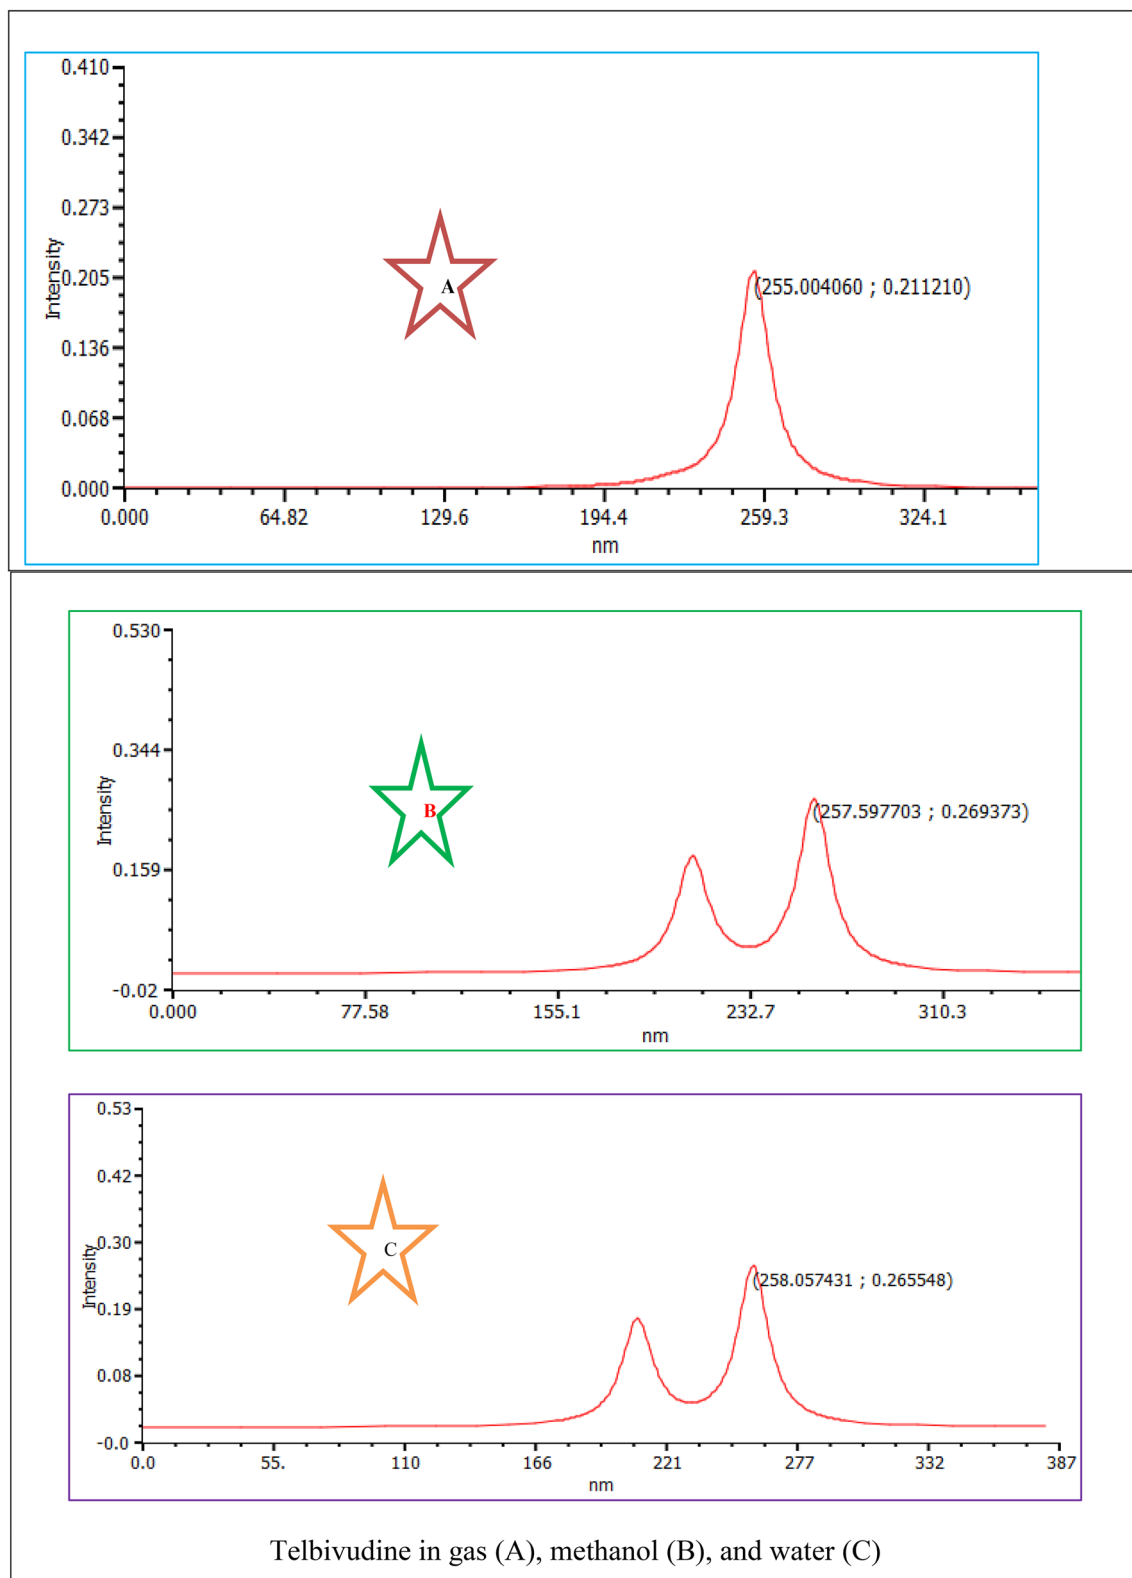 0.410
0.342
0.273
0.205
0.136
0.068
0.000
Intensity
A
(255.004060 ; 0.211210)
0.000 64.82 129.6 194.4 259.3 324.1
nm
0.530
0.344
0.159
-0.02
Intensity
B
(257.597703 ; 0.269373)
0.000 77.58 155.1 232.7 310.3
nm
0.53
0.42
0.30
0.19
0.08
-0.0
Intensity
C
(258.057431 ; 0.265548)
0.0 55. 110 166 221 277 332 387
nm
Telbivudine in gas (A), methanol (B), and water (C)